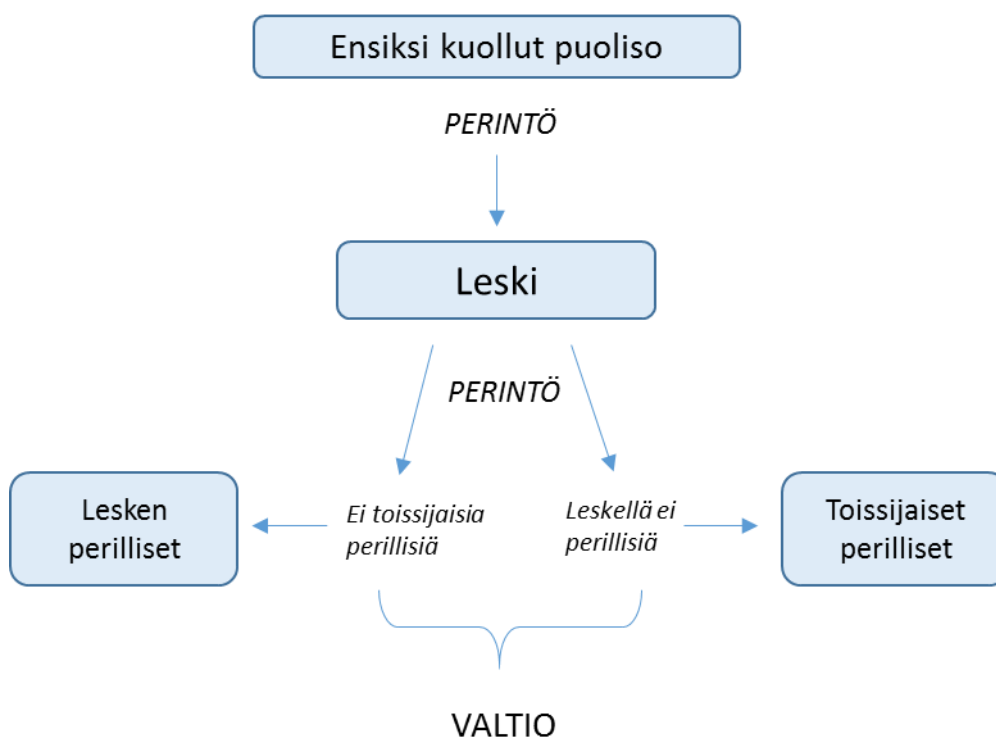 Ensiksi kuollut puoliso
PERINTÖ
Leski
PERINTÖ
Lesken
perilliset
Ei toissijaisia
perillisiä
Leskellä ei
perillisiä
Toissijaiset
perilliset
VALTIO